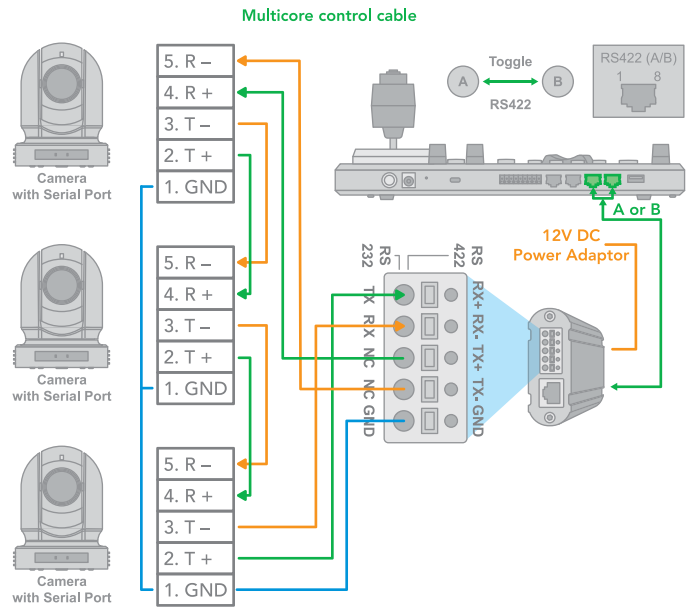 Multicore control cable
5. R –
4. R +
3. T –
2. T +
1. GND
Camera
with Serial Port
Toggle
A
B
RS422
RS422 (A/B)
1 8
A or B
12V DC
Power Adaptor
5. R –
4. R +
3. T –
2. T +
1. GND
Camera
with Serial Port
RS
232
RS
422
TX
RX
NC
NC
GND
RX+
RX-
TX+
TX-
GND
5. R –
4. R +
3. T –
2. T +
1. GND
Camera
with Serial Port